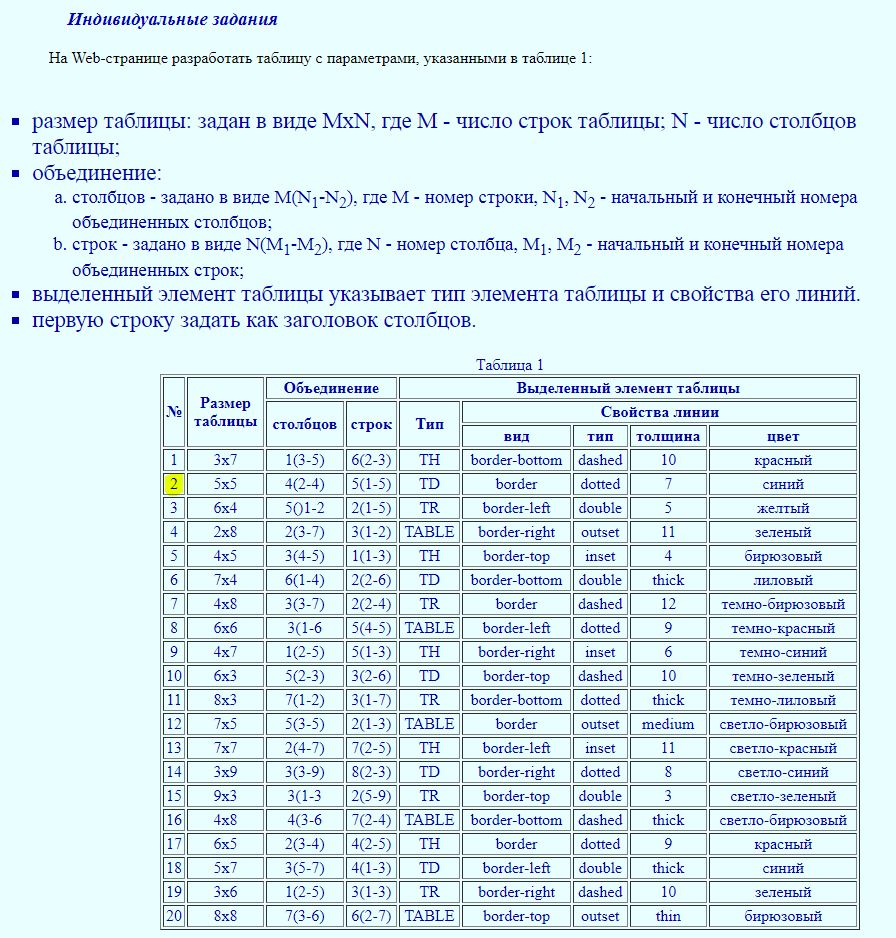 Индивидуальные задания
На Web-странице разработать таблицу с параметрами, указанными в таблице 1:
размер таблицы: задан в виде MxN, где M - число строк таблицы; N - число столбцов
таблицы;
объединение:
a. столбцов - задано в виде M(N1-N2), где M - номер строки, N1, N2 - начальный и конечный номера
объединенных столбцов;
b. строк - задано в виде N(M1-M2), где N - номер столбца, M1, M2 - начальный и конечный номера
объединенных строк;
выделенный элемент таблицы указывает тип элемента таблицы и свойства его линий.
первую строку задать как заголовок столбцов.
Таблица 1
№ Размер таблицы Объединение Выделенный элемент таблицы
столбцов строк Тип Свойства линии
вид тип толщина цвет
1 3x7 1(3-5) 6(2-3) TH border-bottom dashed 10 красный
2 5x5 4(2-4) 5(1-5) TD border dotted 7 синий
3 6x4 5()1-2 2(1-5) TR border-left double 5 желтый
4 2x8 2(3-7) 3(1-2) TABLE border-right outset 11 зеленый
5 4x5 3(4-5) 1(1-3) TH border-top inset 4 бирюзовый
6 7x4 6(1-4) 2(2-6) TD border-bottom double thick лиловый
7 4x8 3(3-7) 2(2-4) TR border dashed 12 темно-бирюзовый
8 6x6 3(1-6 5(4-5) TABLE border-left dotted 9 темно-красный
9 4x7 1(2-5) 5(1-3) TH border-right inset 6 темно-синий
10 6x3 5(2-3) 3(2-6) TD border-top dashed 10 темно-зеленый
11 8x3 7(1-2) 3(1-7) TR border-bottom dotted thick темно-лиловый
12 7x5 5(3-5) 2(1-3) TABLE border outset medium светло-бирюзовый
13 7x7 2(4-7) 7(2-5) TH border-left inset 11 светло-красный
14 3x9 3(3-9) 8(2-3) TD border-right dotted 8 светло-синий
15 9x3 3(1-3 2(5-9) TR border-top double 3 светло-зеленый
16 4x8 4(3-6 7(2-4) TABLE border-bottom dashed thick светло-бирюзовый
17 6x5 2(3-4) 4(2-5) TH border dotted 9 красный
18 5x7 3(5-7) 4(1-3) TD border-left double thick синий
19 3x6 1(2-5) 3(1-3) TR border-right dashed 10 зеленый
20 8x8 7(3-6) 6(2-7) TABLE border-top outset thin бирюзовый